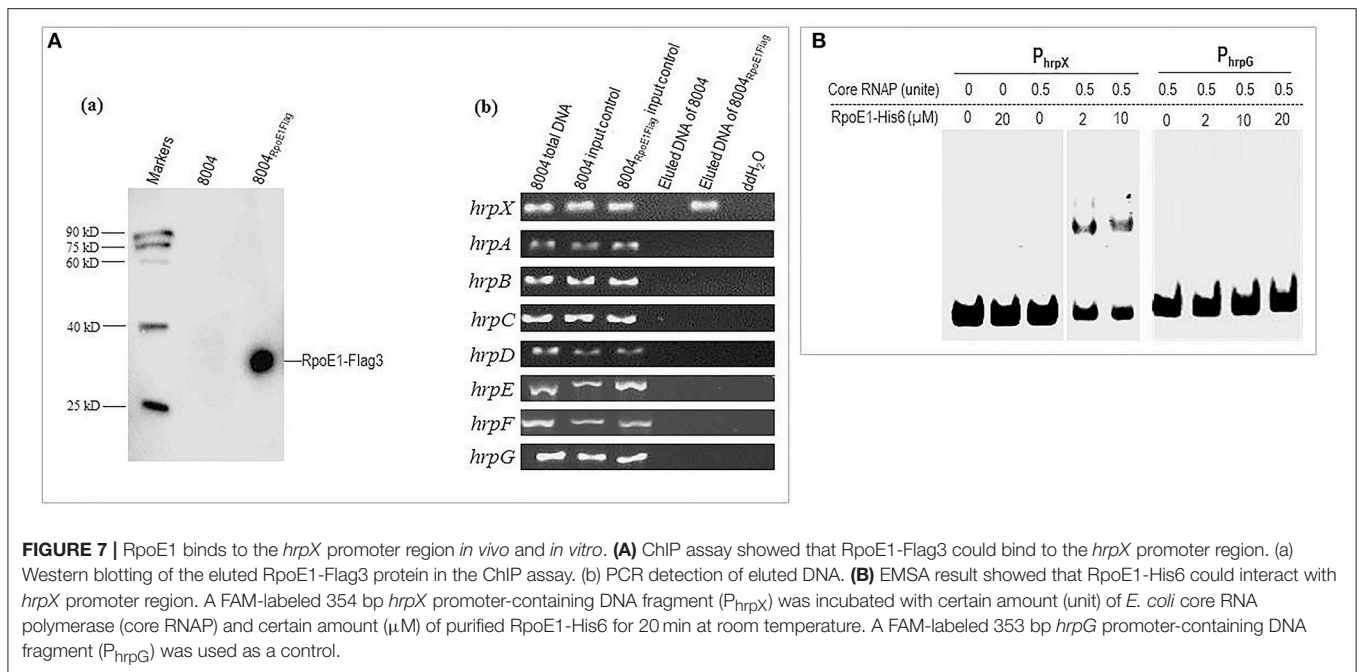 A
(a)
Markers
8004
8004RpoE1Flag
90 kD
75 kD
60 kD
40 kD
25 kD
RpoE1-Flag3
(b)
8004 total DNA
8004 input control
8004RpoE1Flag input control
Eluted DNA of 8004
Eluted DNA of 8004RpoE1Flag
ddH2O
hrpX
hrpA
hrpB
hrpC
hrpD
hrpE
hrpF
hrpG
B
PhrpX PhrpG
Core RNAP (unite) 0 0 0.5 0.5 0.5 0.5 0.5 0.5 0.5
RpoE1-His6 (µM) 0 20 0 2 10 0 2 10 20
FIGURE 7 | RpoE1 binds to the hrpX promoter region in vivo and in vitro. (A) ChIP assay showed that RpoE1-Flag3 could bind to the hrpX promoter region. (a)
Western blotting of the eluted RpoE1-Flag3 protein in the ChIP assay. (b) PCR detection of eluted DNA. (B) EMSA result showed that RpoE1-His6 could interact with
hrpX promoter region. A FAM-labeled 354 bp hrpX promoter-containing DNA fragment (PhrpX) was incubated with certain amount (unit) of E. coli core RNA
polymerase (core RNAP) and certain amount (µM) of purified RpoE1-His6 for 20 min at room temperature. A FAM-labeled 353 bp hrpG promoter-containing DNA
fragment (PhrpG) was used as a control.